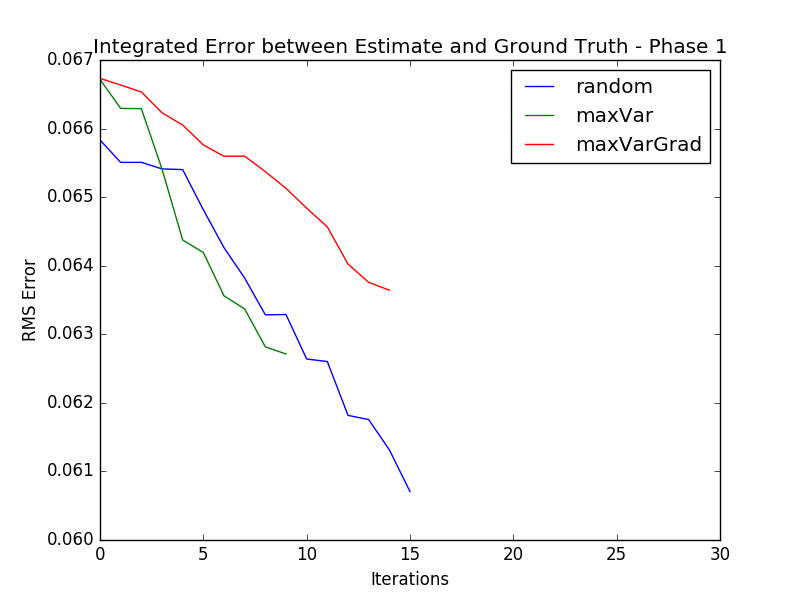 Integrated Error between Estimate and Ground Truth - Phase 1
0.067
0.066
0.065
0.064
0.063
0.062
0.061
0.060
RMS Error
random
maxVar
maxVarGrad
0 5 10 15 20 25 30
Iterations